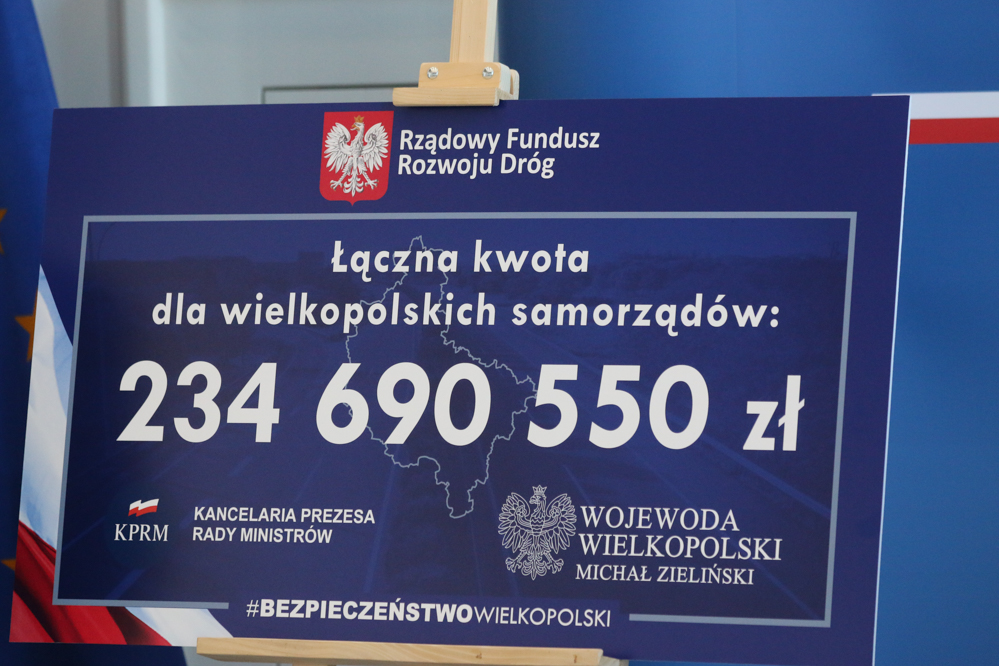 Rządowy Fundusz
Rozwoju Dróg
Łączna kwota
dla wielkopolskich samorządów:
234 690 550 zł
KPRM
KANCELARIA PREZESA
RADY MINISTRÓW
WOJEWODA
WIELKOPOLSKI
MICHAŁ ZIELIŃSKI
#BEZPIECZEŃSTWOWIELKOPOLSKI